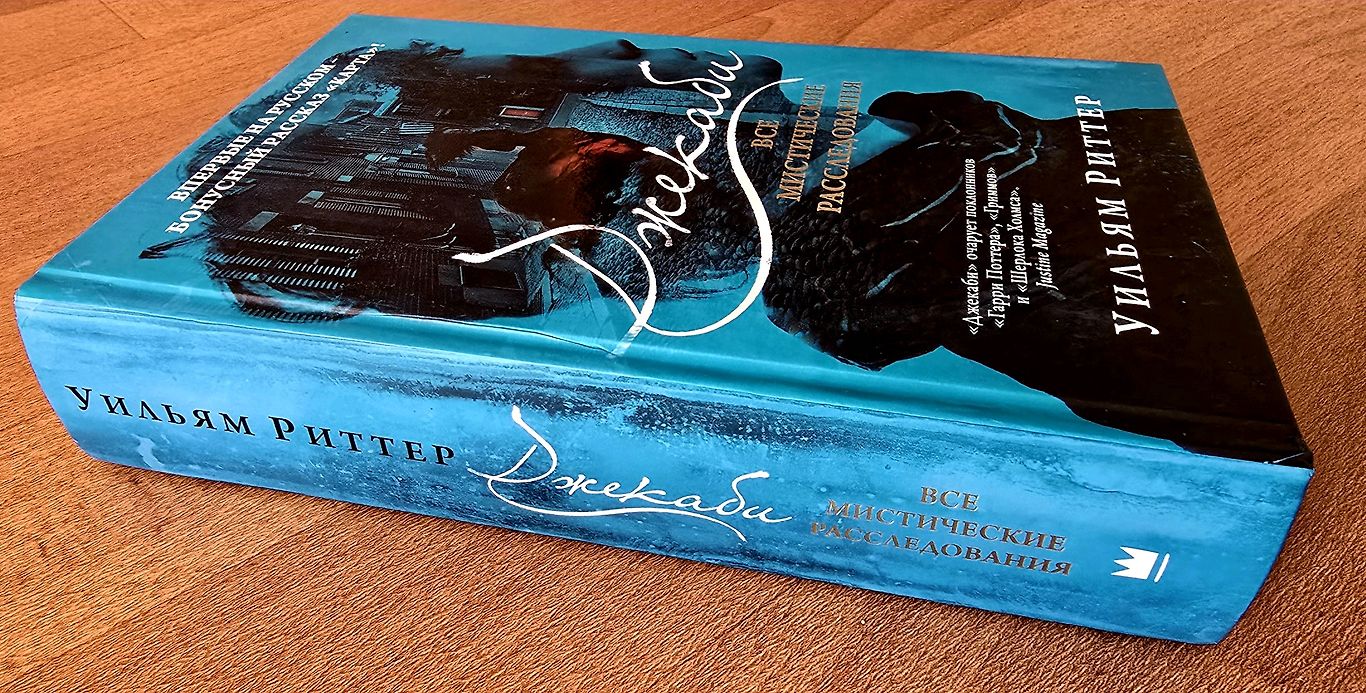 ВПЕРВЫЕ НА РУССКОМ –
БОНУСНЫЙ РАССКАЗ «КАРТА»!
Джекаби
ВСЕ
МИСТИЧЕСКИЕ
РАССЛЕДОВАНИЯ
«Джекаби» очарует поклонников
«Гарри Поттера», «Гриммов»
и «Шерлока Холмса».
Justine Magazine
УИЛЬЯМ РИТТЕР
УИЛЬЯМ РИТТЕР
Джекаби
ВСЕ
МИСТИЧЕСКИЕ
РАССЛЕДОВАНИЯ